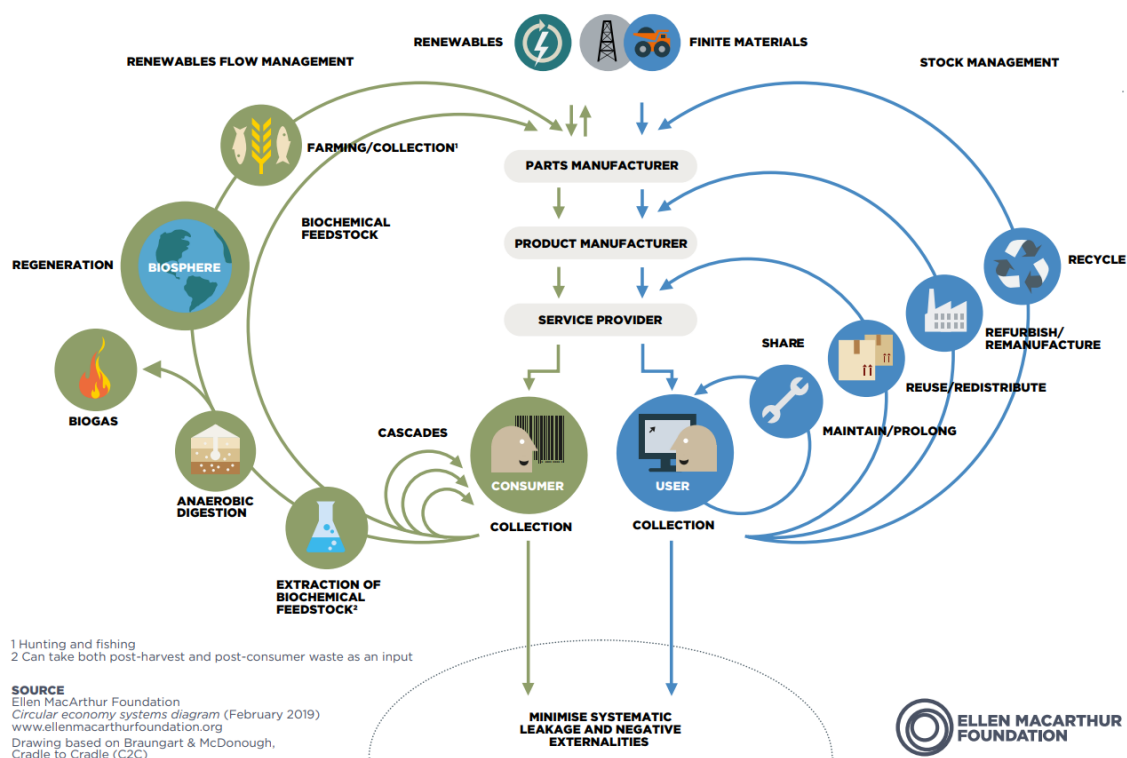 RENEWABLES
FINITE MATERIALS
RENEWABLES FLOW MANAGEMENT
STOCK MANAGEMENT
FARMING/COLLECTION¹
PARTS MANUFACTURER
BIOCHEMICAL
FEEDSTOCK
PRODUCT MANUFACTURER
REGENERATION
BIOSPHERE
RECYCLE
SERVICE PROVIDER
SHARE
REFURBISH/
REMANUFACTURE
REUSE/REDISTRIBUTE
BIOGAS
CASCADES
MAINTAIN/PROLONG
CONSUMER
USER
ANAEROBIC
DIGESTION
COLLECTION
COLLECTION
EXTRACTION OF
BIOCHEMICAL
FEEDSTOCK²
1 Hunting and fishing
2 Can take both post-harvest and post-consumer waste as an input
SOURCE
Ellen MacArthur Foundation
Circular economy systems diagram (February 2019)
www.ellenmacarthurfoundation.org
Drawing based on Braungart & McDonough,
Cradle to Cradle (C2C)
MINIMISE SYSTEMATIC
LEAKAGE AND NEGATIVE
EXTERNALITIES
ELLEN MACARTHUR
FOUNDATION